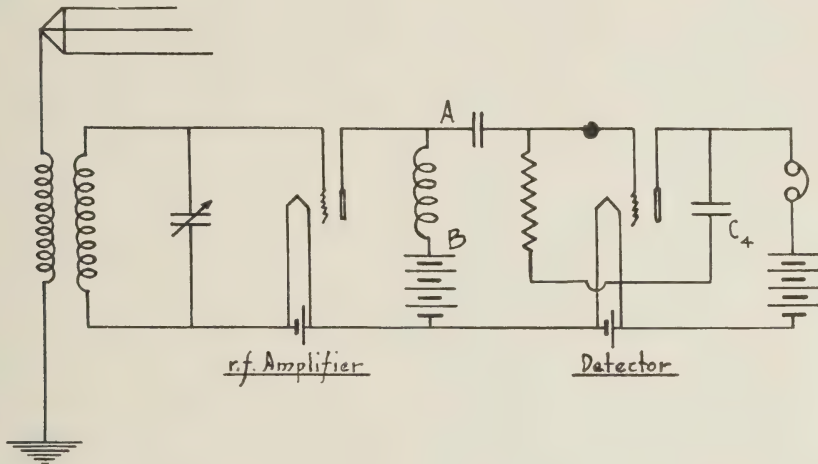 A
B
C₄
r.f. Amplifier
Detector